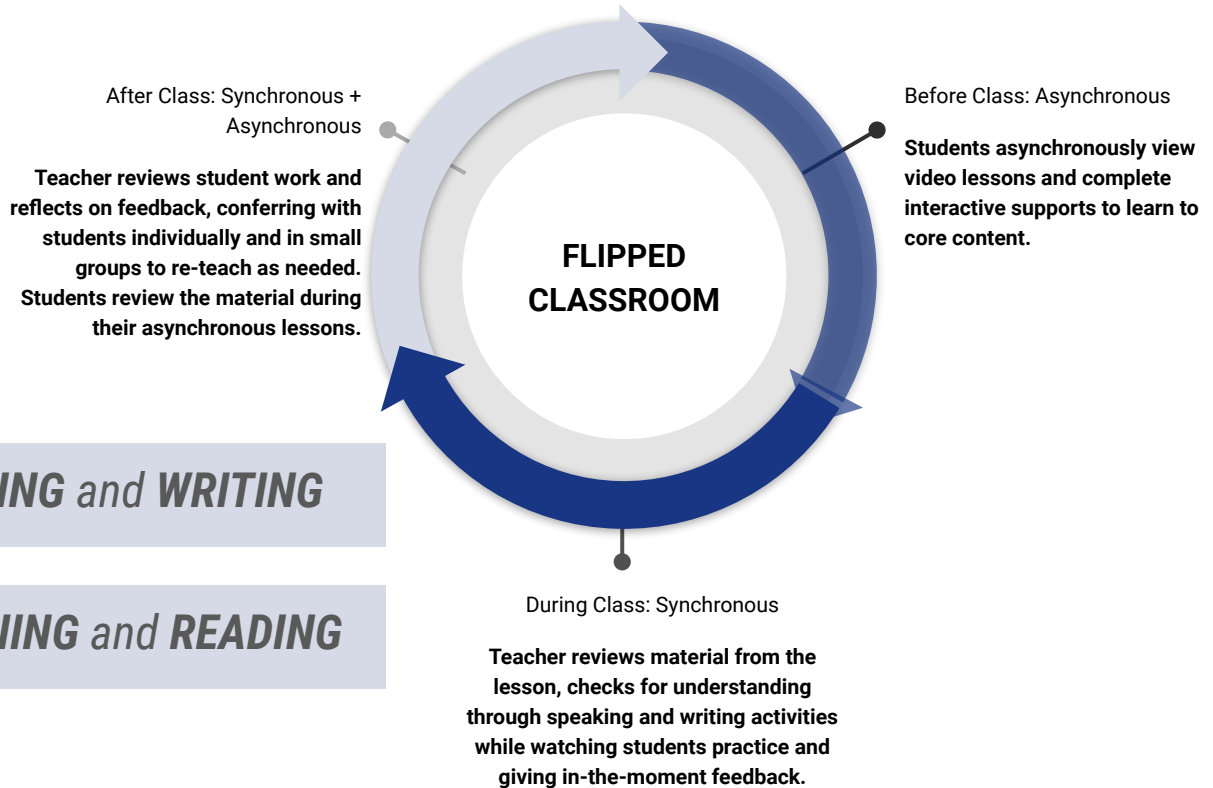 After Class: Synchronous +
Asynchronous
Teacher reviews student work and
reflects on feedback, conferring with
students individually and in small
groups to re-teach as needed.
Students review the material during
their asynchronous lessons.
Before Class: Asynchronous
Students asynchronously view
video lessons and complete
interactive supports to learn to
core content.
FLIPPED
CLASSROOM
ING and WRITING
NING and READING
During Class: Synchronous
Teacher reviews material from the
lesson, checks for understanding
through speaking and writing activities
while watching students practice and
giving in-the-moment feedback.